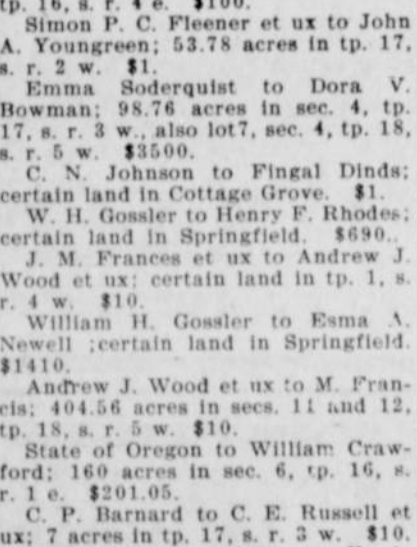 tp. 16, s. r. 4 e. $100.
Simon P. C. Fleener et ux to John
A. Youngreen; 53.78 acres in tp. 17,
s. r. 2 w. $1.
Emma Soderquist to Dora V.
Bowman; 98.76 acres in sec. 4, tp.
17, s. r. 3 w., also lot7, sec. 4, tp. 18,
s. r. 5 w. $3500.
C. N. Johnson to Fingal Dinds;
certain land in Cottage Grove. $1.
W. H. Gossler to Henry F. Rhodes;
certain land in Springfield. $690..
J. M. Frances et ux to Andrew J.
Wood et ux; certain land in tp. 1, s.
r. 4 w. $10.
William H. Gossler to Esma A.
Newell ;certain land in Springfield.
$1410.
Andrew J. Wood et ux to M. Fran-
cis; 404.56 acres in secs. 11 and 12,
tp. 18, s. r. 5 w. $10.
State of Oregon to William Craw-
ford; 160 acres in sec. 6, tp. 16, s.
r. 1 e. $201.05.
C. P. Barnard to C. E. Russell et
ux; 7 acres in tp. 17, s. r. 3 w. $10.